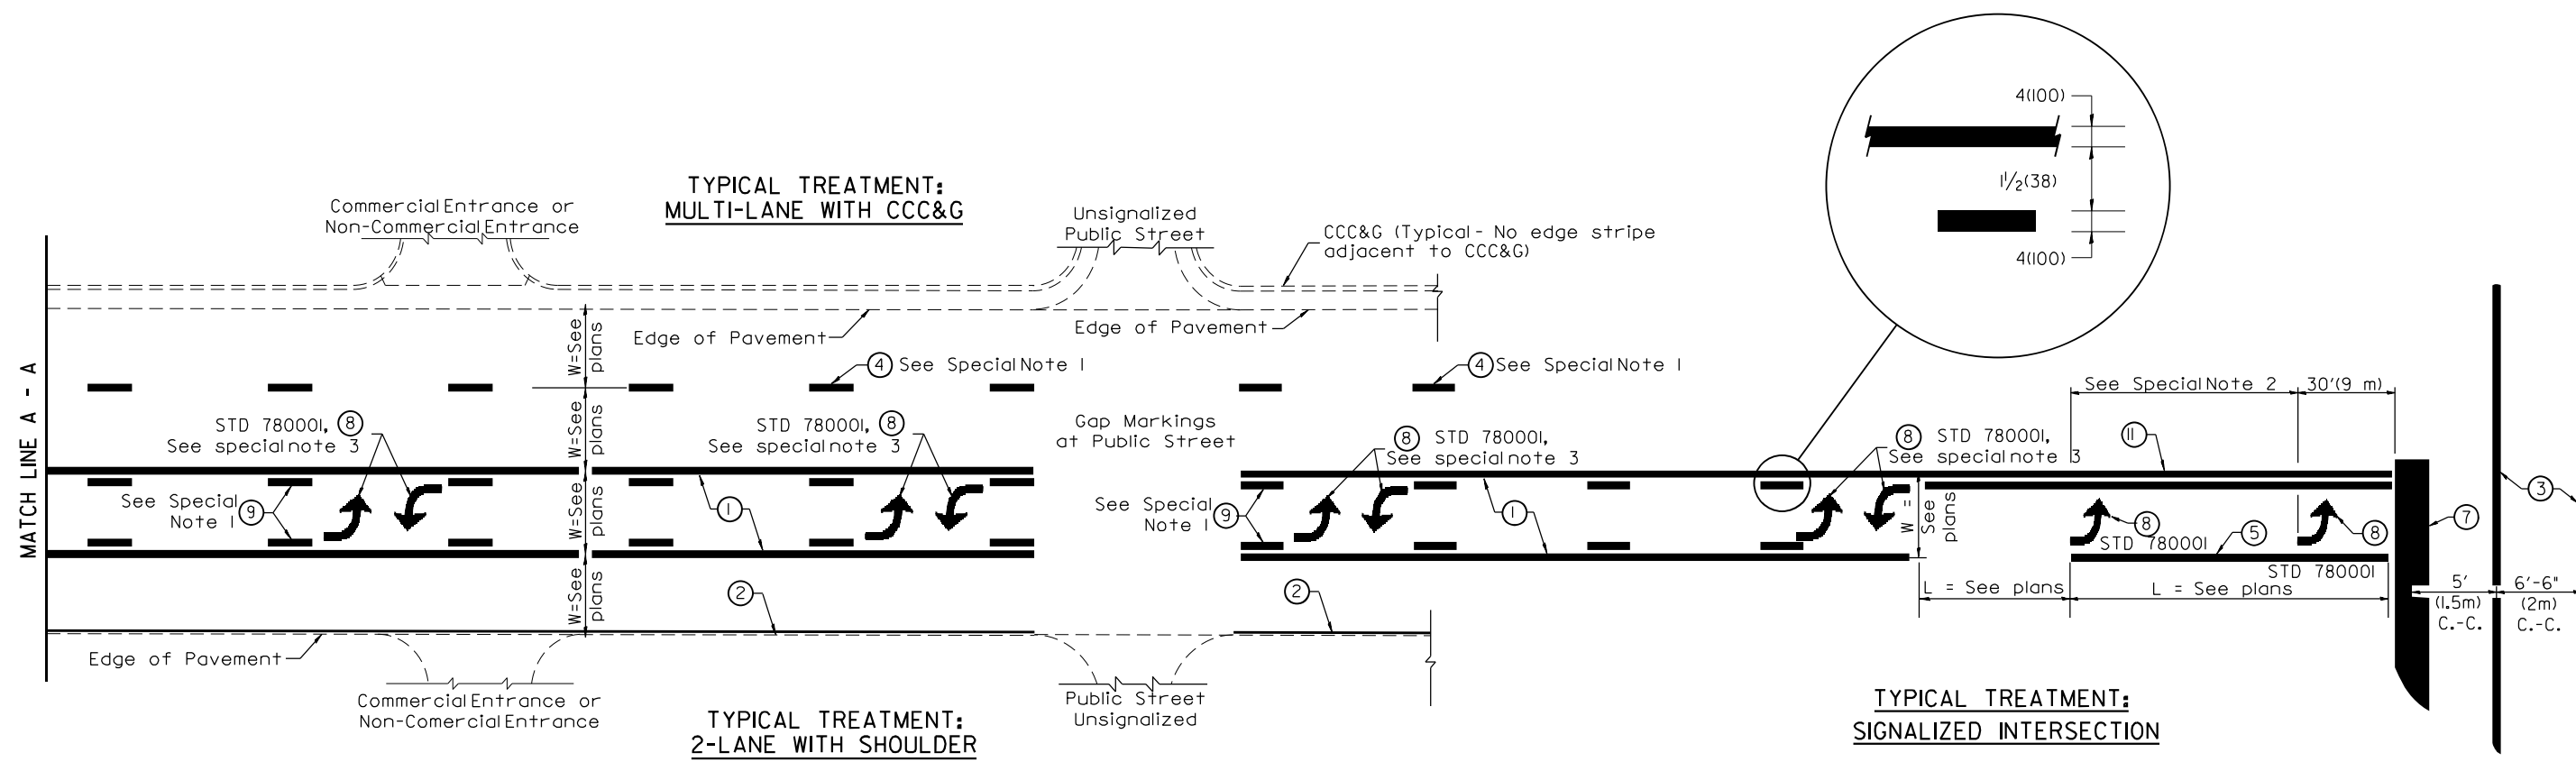 TYPICAL TREATMENT:
MULTI-LANE WITH CCC&G
Commercial Entrance or
Non-Commercial Entrance
Unsignalized
Public Street
CCC&G (Typical - No edge stripe
adjacent to CCC&G)
4(100)
1 1/2(38)
4(100)
Edge of Pavement
Edge of Pavement
W=See
plans
MATCH LINE A - A
4 See Special Note 1
4 See Special Note 1
See Special Note 2
30'(9 m)
STD 780001, 8
See special note 3
W=See
plans
STD 780001, 8
See special note 3
Gap Markings
at Public Street
8 STD 780001,
See special note 3
8 STD 780001,
See special note 3
11
See Special
Note 1 9
W=See
plans
1
See Special
Note 1 9
1
W =
See
plans
8
STD 780001
5
8
7
3
STD 780001
2
W=See
plans
2
L = See plans
L = See plans
5'
(1.5m)
C.-C.
6'-6"
(2m)
C.-C.
Edge of Pavement
Commercial Entrance or
Non-Comercial Entrance
Public Street
Unsignalized
TYPICAL TREATMENT:
2-LANE WITH SHOULDER
TYPICAL TREATMENT:
SIGNALIZED INTERSECTION